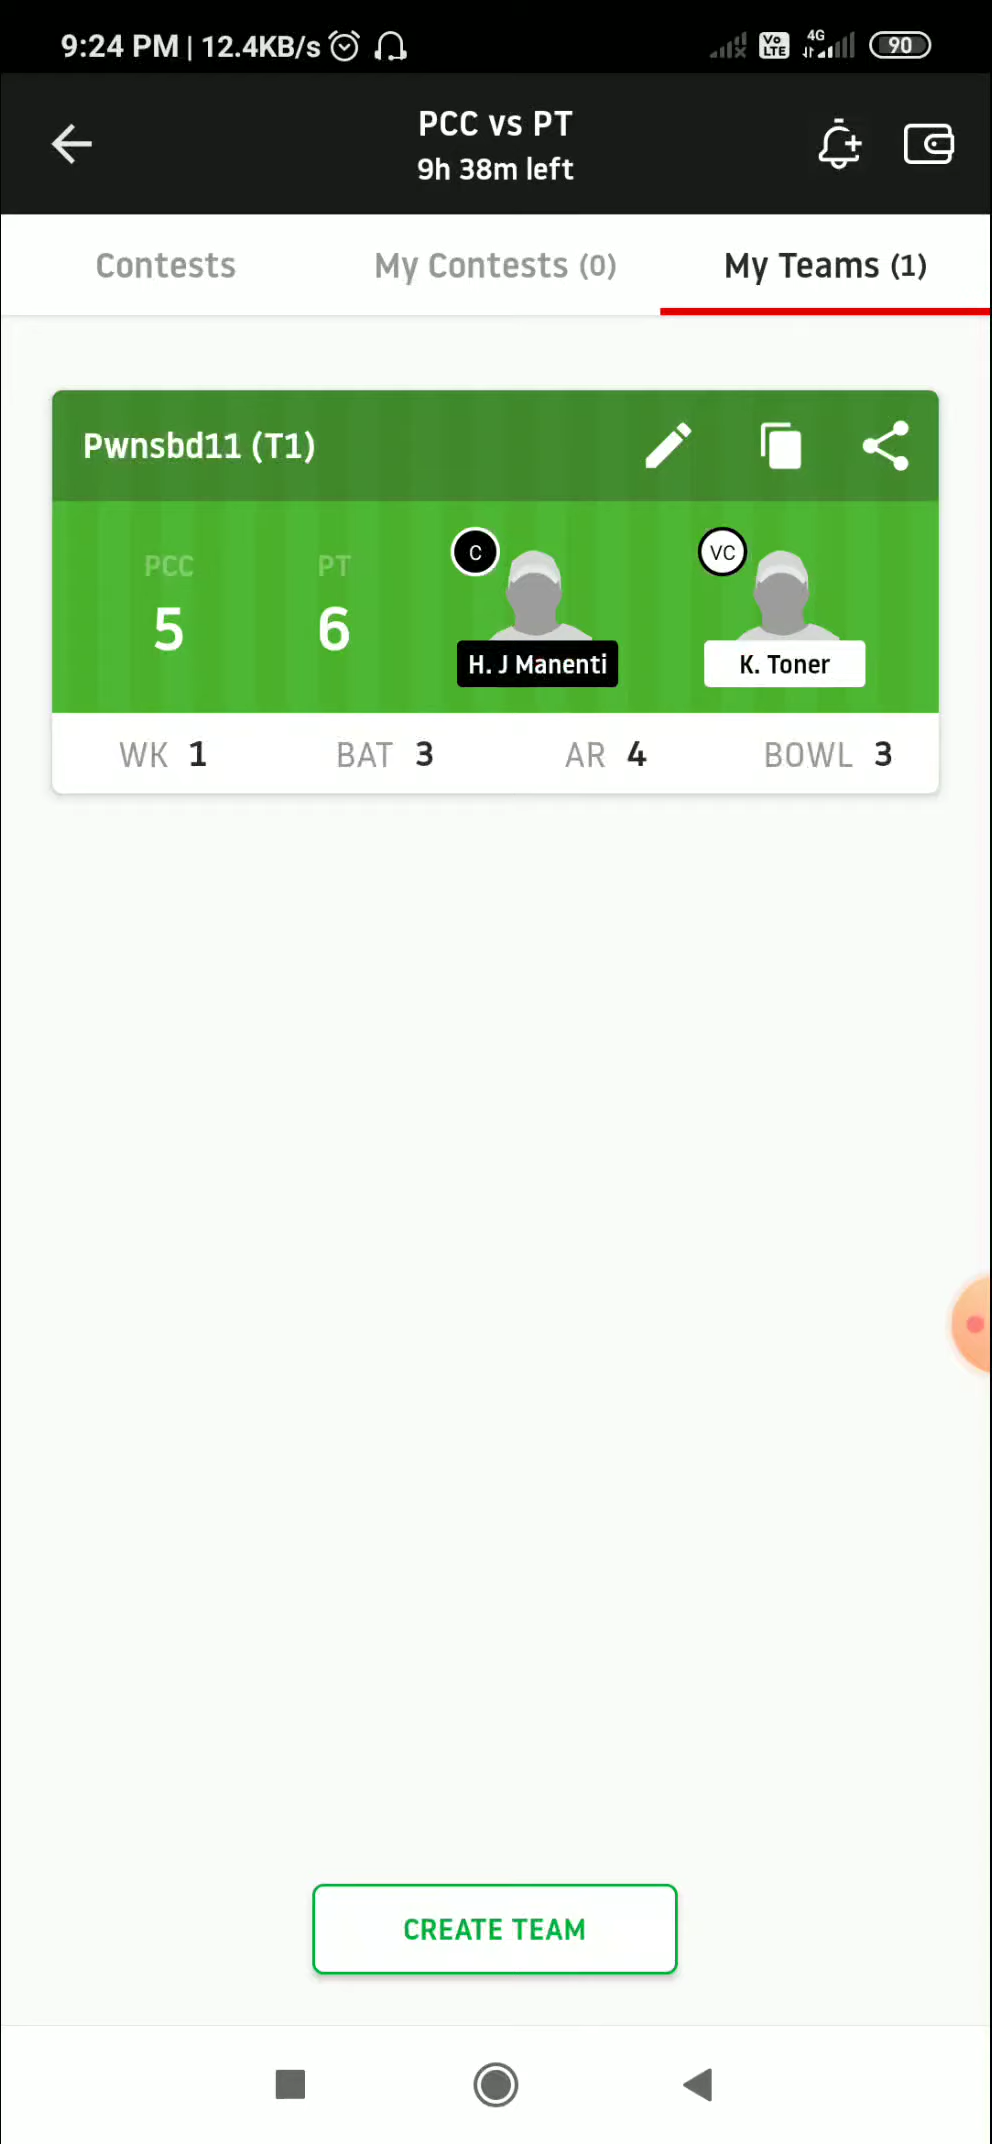 9:24 PM | 12.4KB/s Vo LTE 4G 90
PCC vs PT
9h 38m left
Contests My Contests (0) My Teams (1)
Pwnsbd11 (T1)
C VC
PCC PT
5 6
H. J Manenti K. Toner
WK 1 BAT 3 AR 4 BOWL 3
CREATE TEAM